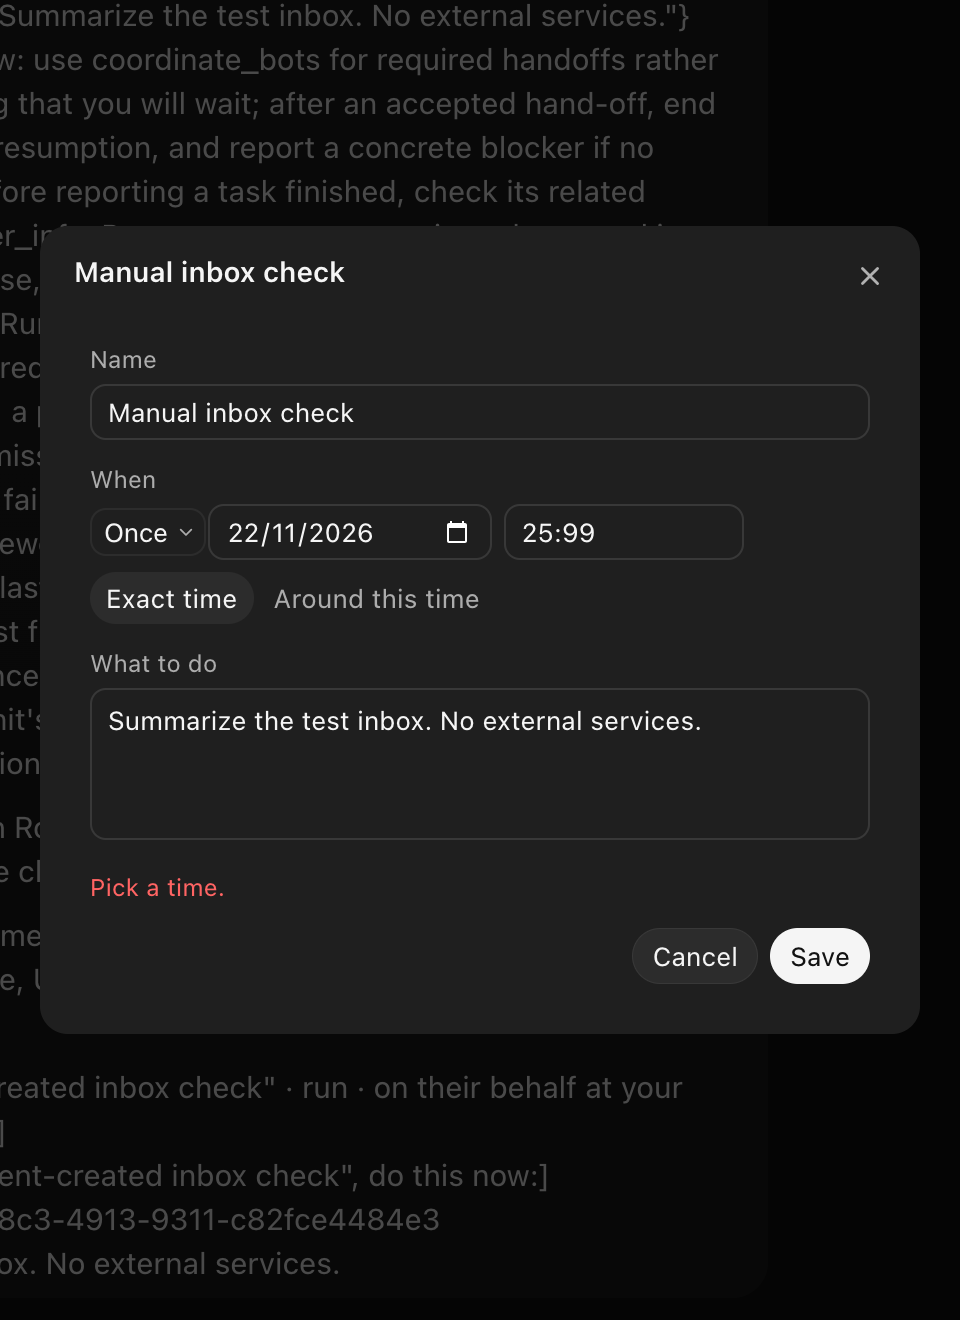 Summarize the test inbox. No external services."}
w: use coordinate_bots for required handoffs rather
g that you will wait; after an accepted hand-off, end
resumption, and report a concrete blocker if no
fore reporting a task finished, check its related
Manual inbox check
Name
Manual inbox check
When
Once
22/11/2026
25:99
Exact time
Around this time
What to do
Summarize the test inbox. No external services.
Pick a time.
Cancel
Save
reated inbox check" · run · on their behalf at your
]
ent-created inbox check", do this now:]
8c3-4913-9311-c82fce4484e3
ox. No external services.